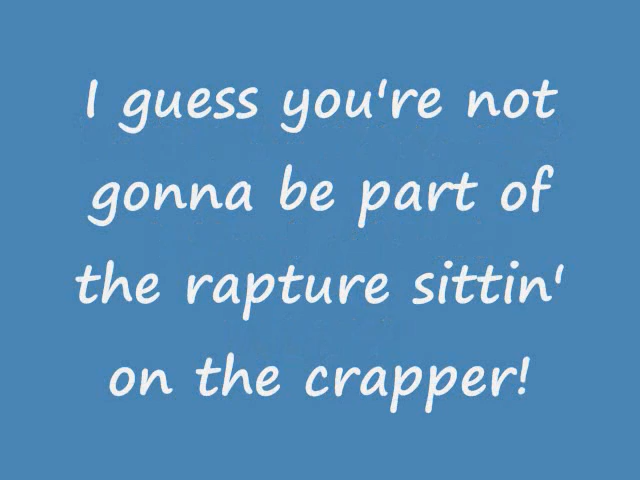 I guess you're not
gonna be part of
the rapture sittin'
on the crapper!